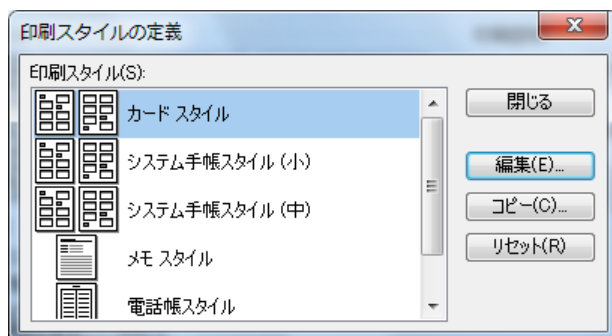 印刷スタイルの定義
印刷スタイル(S):
カード スタイル
システム手帳スタイル (小)
システム手帳スタイル (中)
メモ スタイル
電話帳スタイル
閉じる
編集(E)...
コピー(C)...
リセット(R)